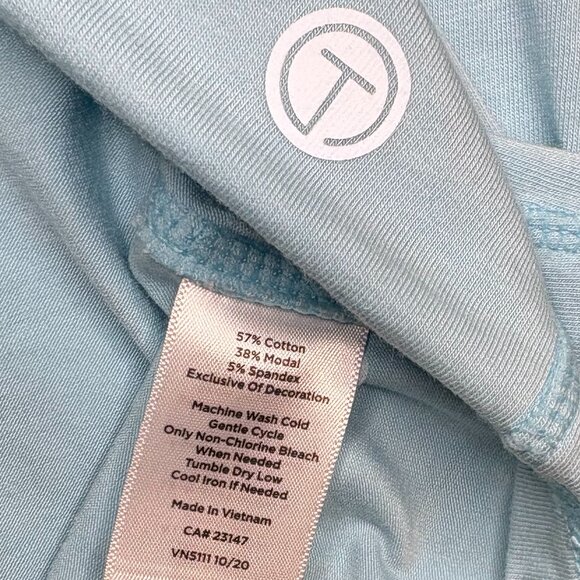 57% Cotton
38% Modal
5% Spandex
Exclusive Of Decoration
Machine Wash Cold
Gentle Cycle
Only Non-Chlorine Bleach
When Needed
Tumble Dry Low
Cool Iron If Needed
Made In Vietnam
CA# 23147
VN5111 10/20